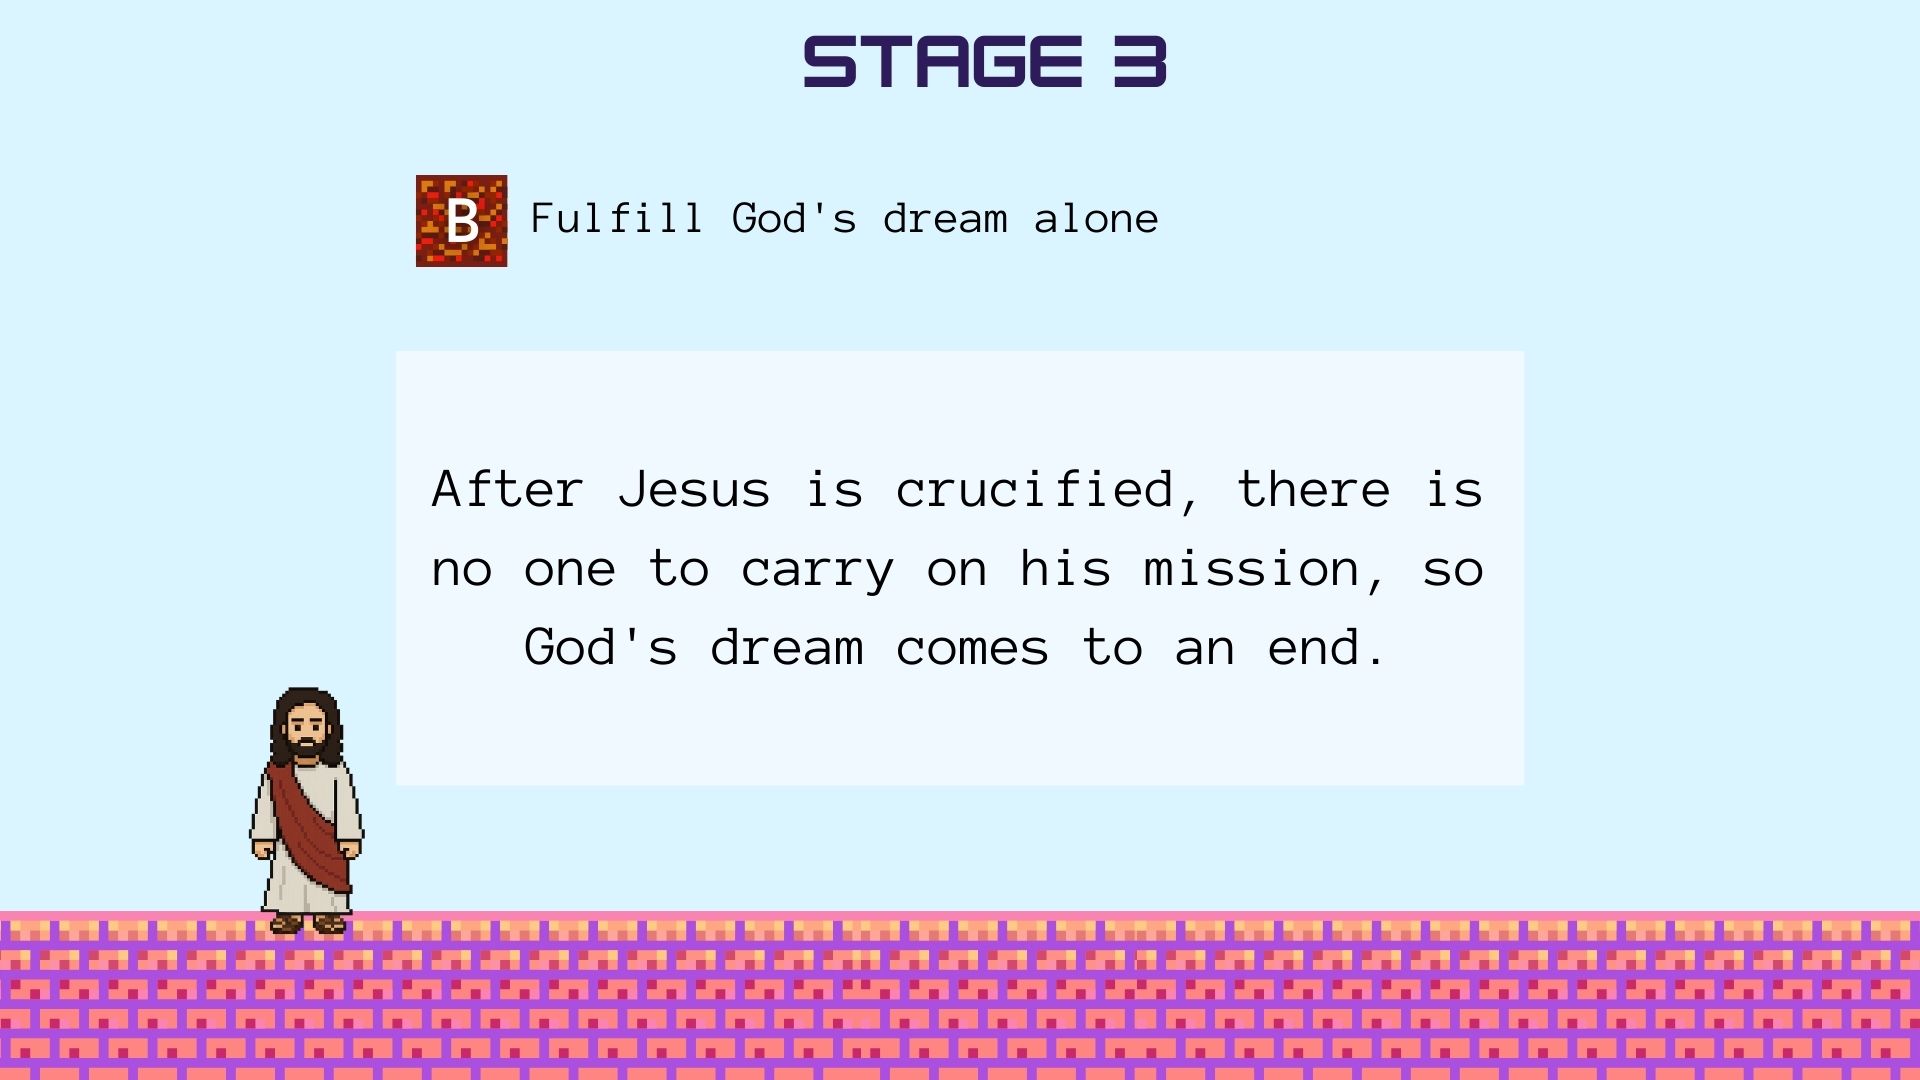 STAGE 3
B Fulfill God's dream alone
After Jesus is crucified, there is
no one to carry on his mission, so
God's dream comes to an end.